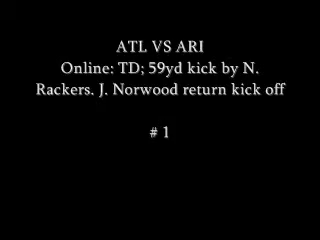 ATL VS ARI
Online: TD; 59yd kick by N.
Rackers. J. Norwood return kick off
# 1